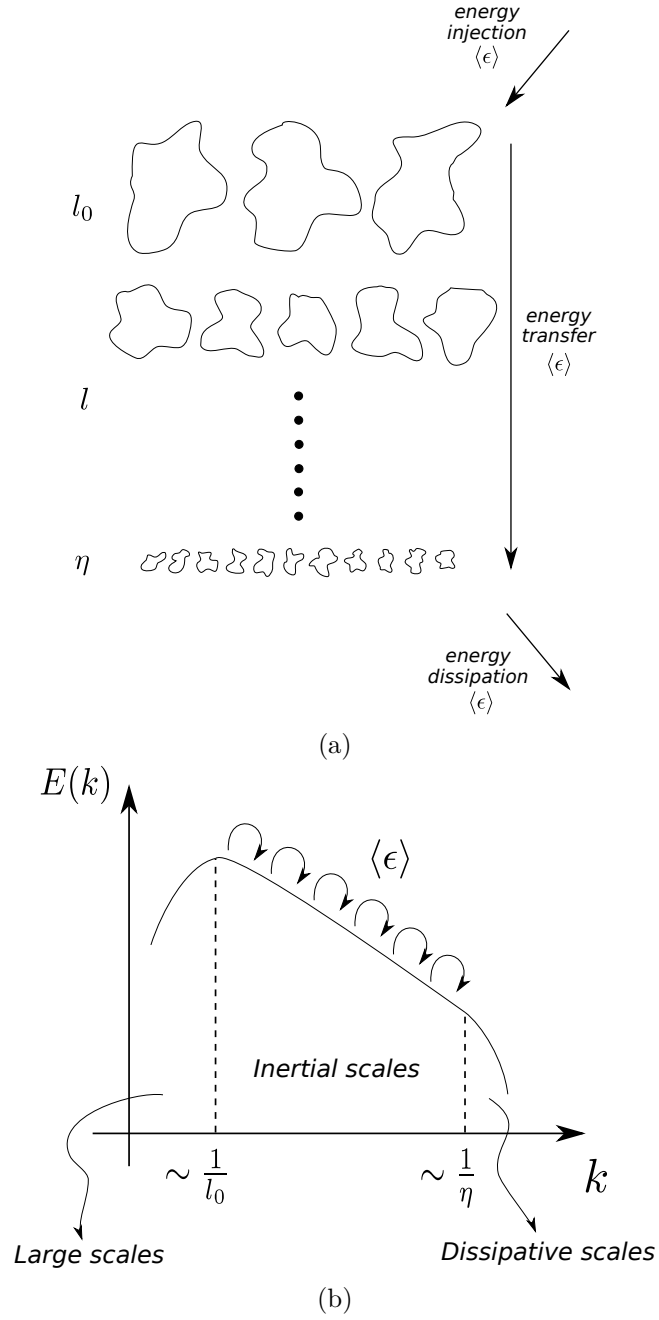 energy
injection
⟨ϵ⟩
l₀
energy
transfer
⟨ϵ⟩
l
η
energy
dissipation
⟨ϵ⟩
(a)
E(k)
⟨ϵ⟩
Inertial scales
∼ 1/l₀
∼ 1/η
k
Large scales
Dissipative scales
(b)